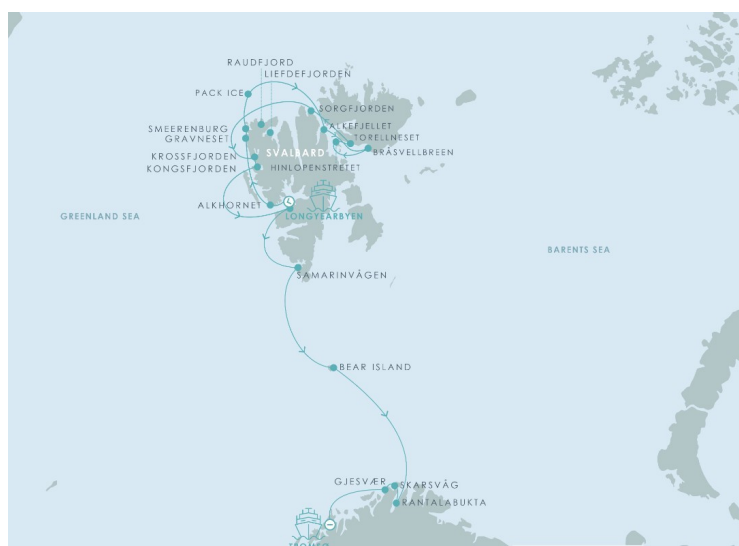 RAUDFJORD
LIEFDEFJORDEN
PACK ICE
SORGFJORDEN
SMEERENBURG
ALKEFJELLET
GRAVNESET
TORELLNESET
SVALBARD
BRÅSVELLBREEN
KROSSFJORDEN
KONGSFJORDEN
HINLOPENSTRETET
ALKHORNET
GREENLAND SEA
LONGYEARBYEN
BARENTS SEA
SAMARINVÅGEN
BEAR ISLAND
GJESVÆR
SKARSVÅG
RANTALABUKTA